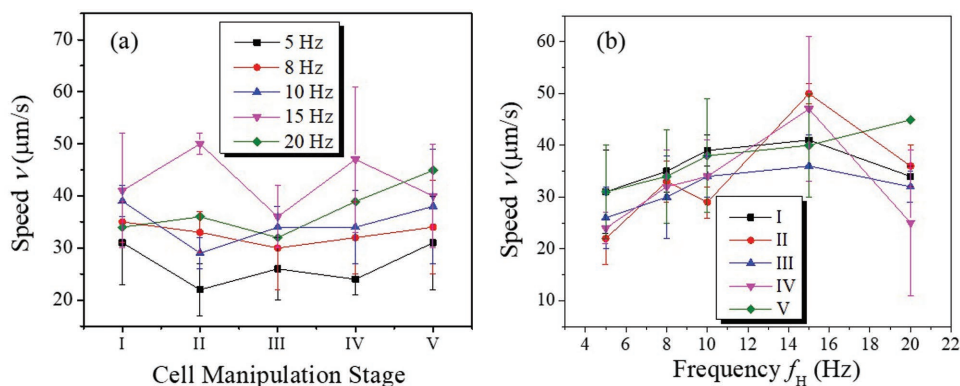 (a)
5 Hz
8 Hz
10 Hz
15 Hz
20 Hz
70
60
50
40
30
20
Speed ν (μm/s)
I II III IV V
Cell Manipulation Stage
(b)
60
50
40
30
20
10
Speed ν (μm/s)
I
II
III
IV
V
4 6 8 10 12 14 16 18 20 22
Frequency fH (Hz)